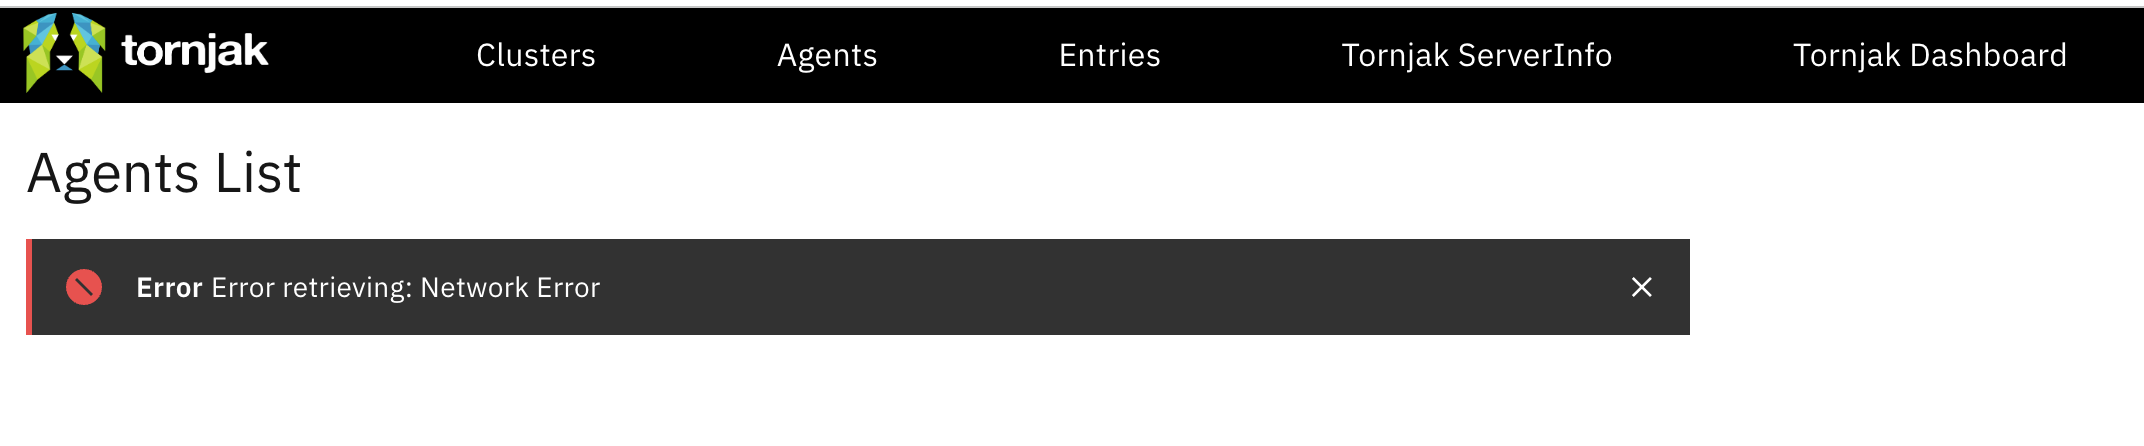 tornjak Clusters Agents Entries Tornjak ServerInfo Tornjak Dashboard
Agents List
Error Error retrieving: Network Error